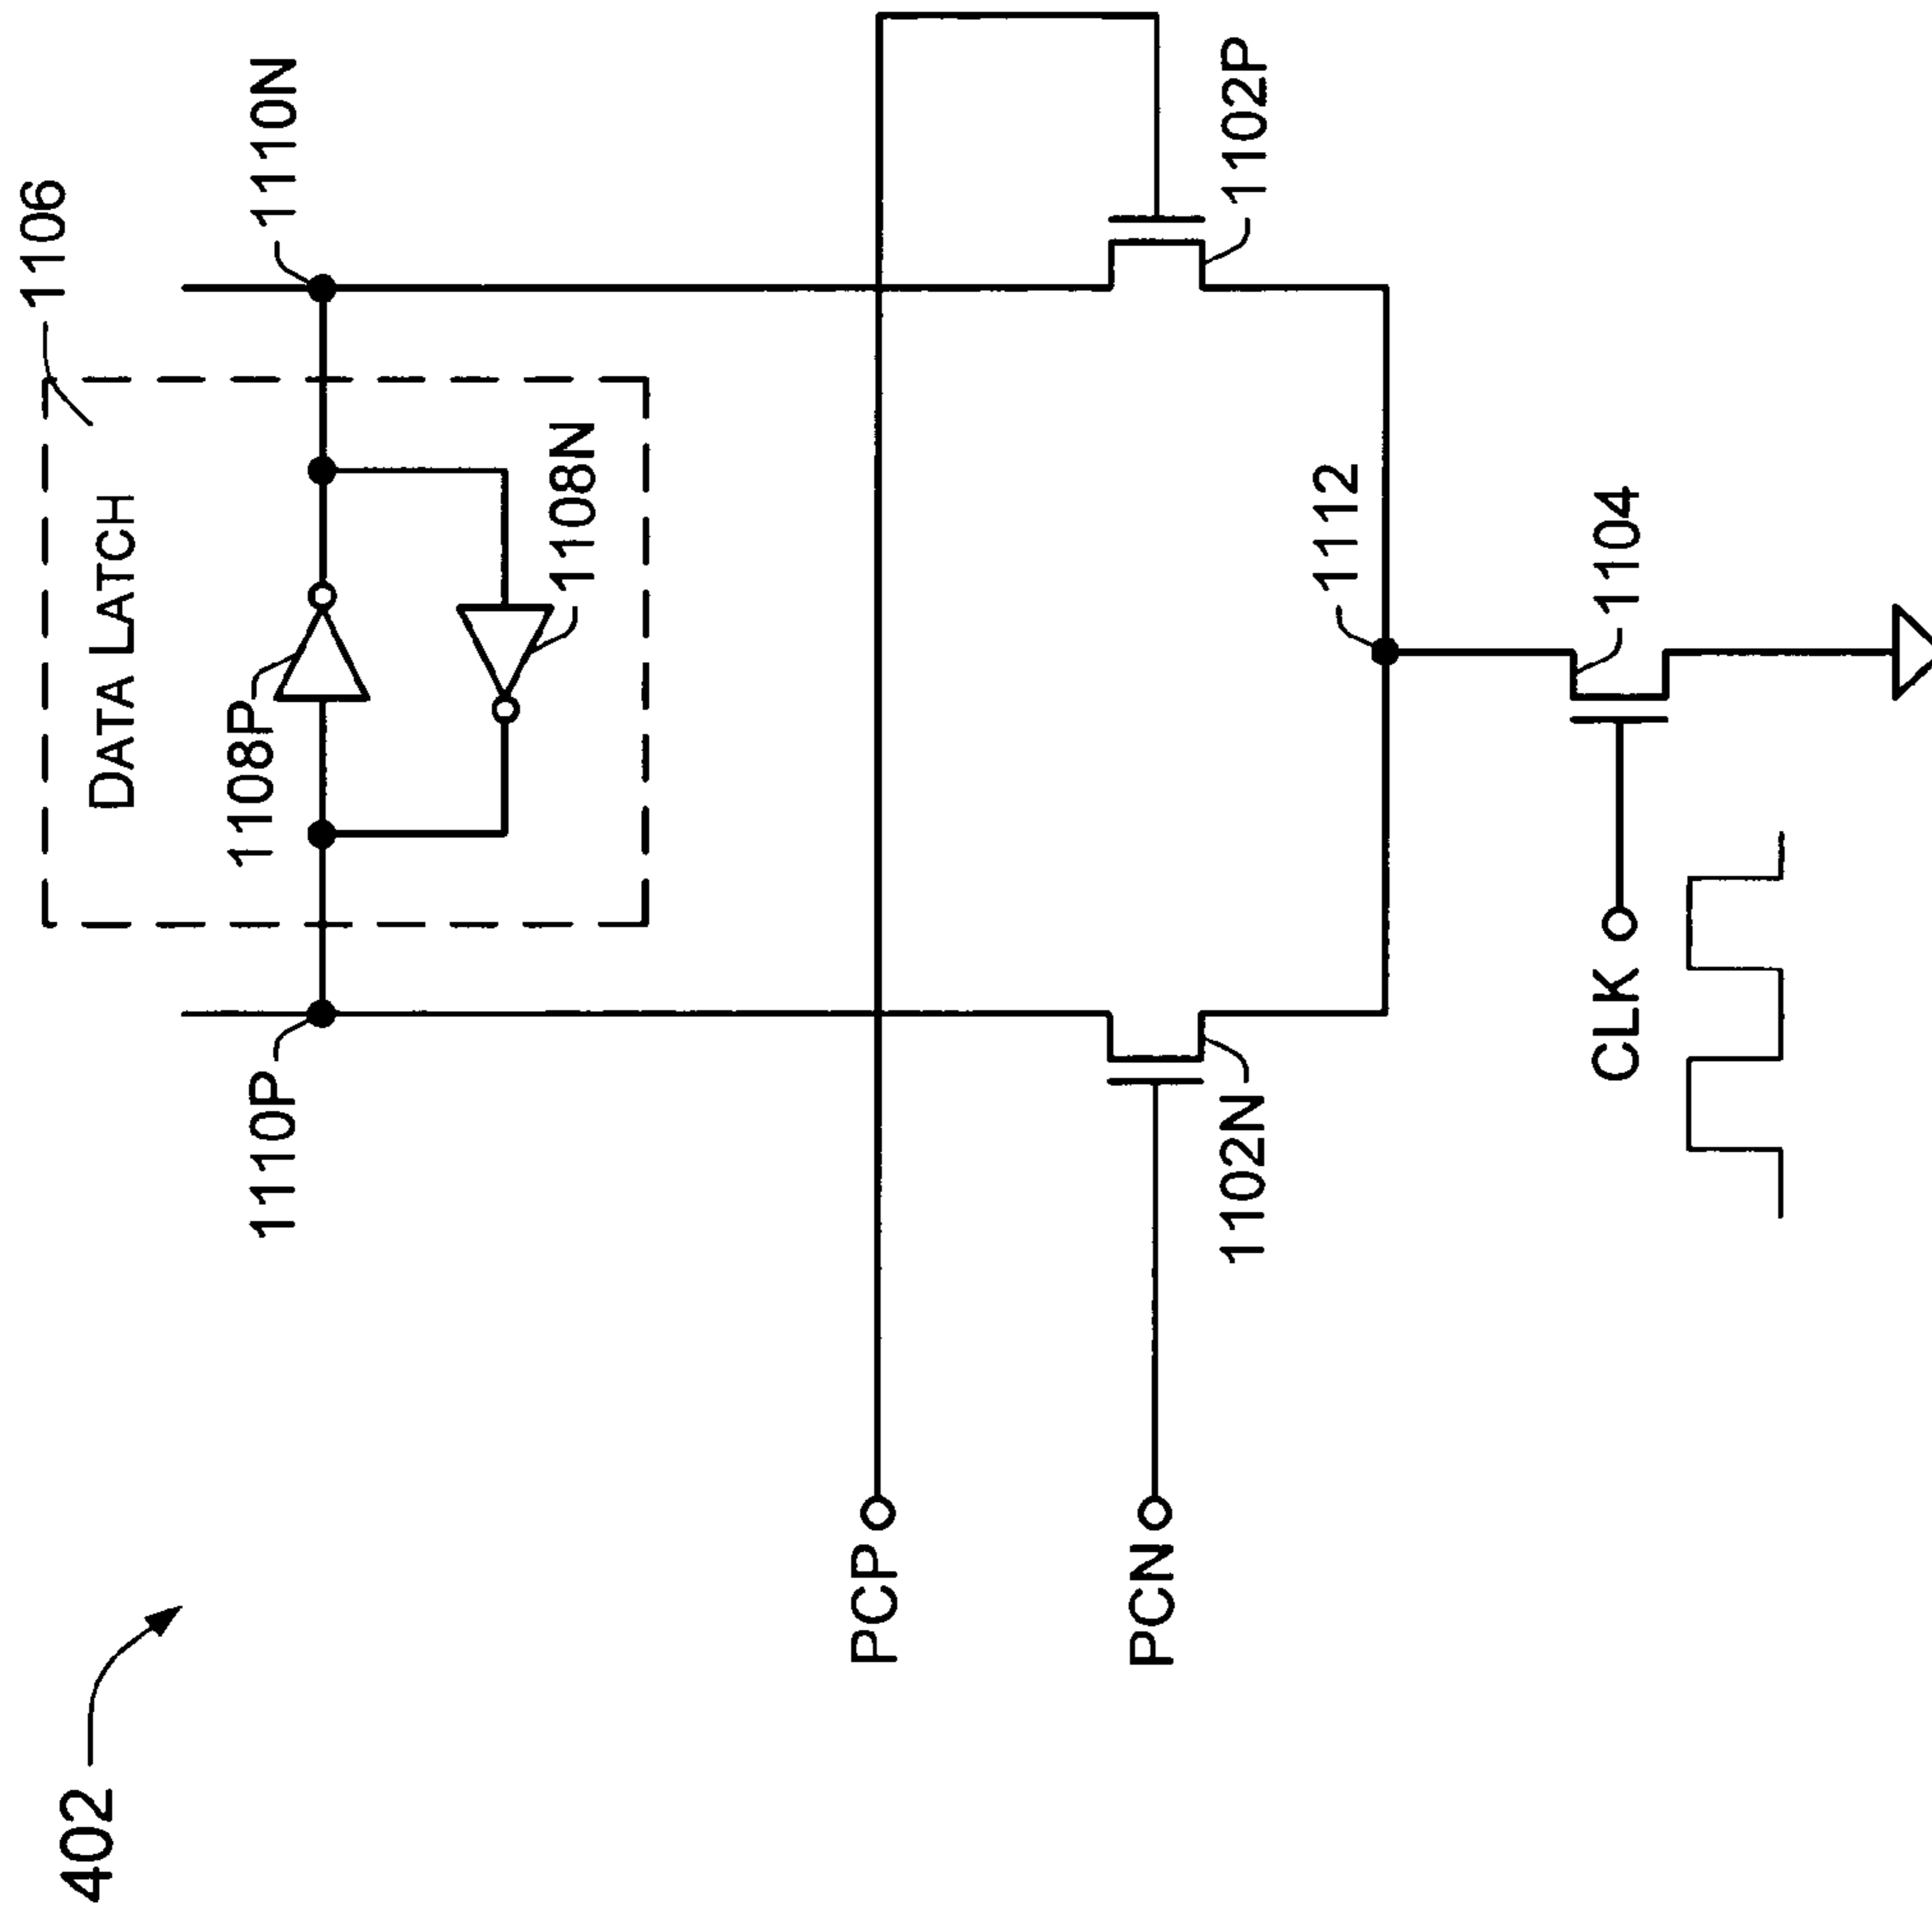 402
1106
DATA LATCH
1110P
1108P
1110N
1108N
PCP
PCN
1102N
1102P
1112
CLK
1104